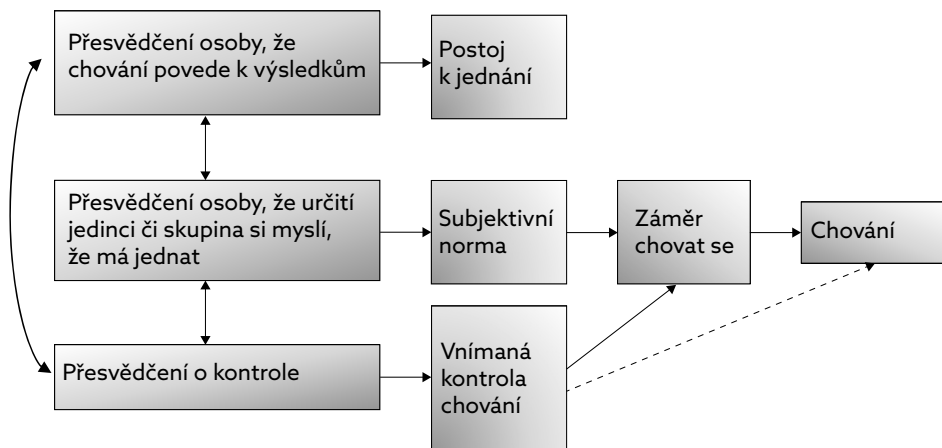 Přesvědčení osoby, že
chování povede k výsledkům
Postoj
k jednání
Přesvědčení osoby, že určití
jedinci či skupina si myslí,
že má jednat
Subjektivní
norma
Záměr
chovat se
Chování
Přesvědčení o kontrole
Vnímaná
kontrola
chování